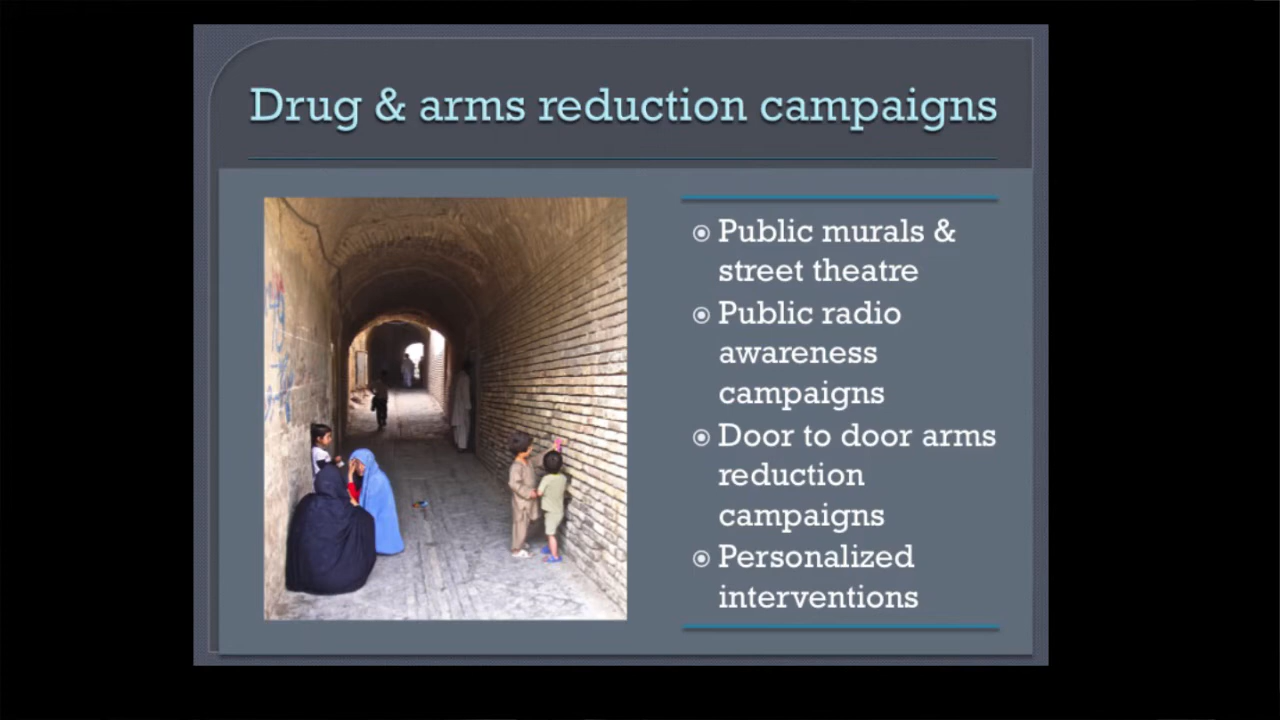 Drug & arms reduction campaigns
Public murals &
street theatre
Public radio
awareness
campaigns
Door to door arms
reduction
campaigns
Personalized
interventions